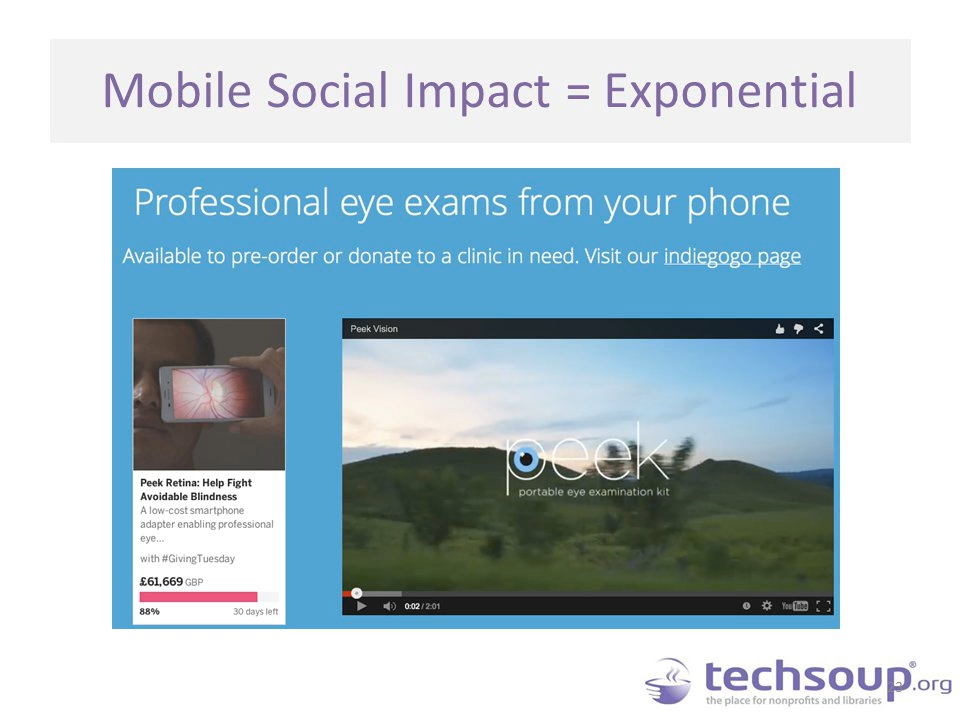 Mobile Social Impact = Exponential
Professional eye exams from your phone
Available to pre-order or donate to a clinic in need. Visit our indiegogo page
Peek Retina: Help Fight
Avoidable Blindness
A low-cost smartphone
adapter enabling professional
eye...
with #GivingTuesday
£61,669 GBP
88% 30 days left
Peek Vision
peek
portable eye examination kit
0:02 / 2:01
YouTube
techsoup®.org
the place for nonprofits and libraries